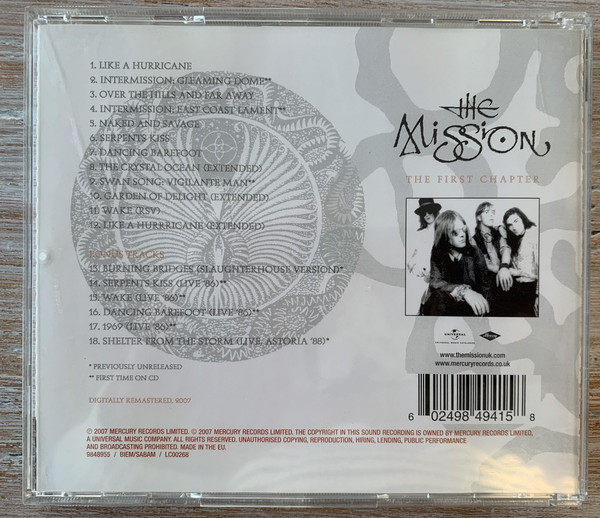 1. LIKE A HURRICANE
2. INTERMISSION: GLEAMING DOME**
3. OVER THE HILLS AND FAR AWAY
4. INTERMISSION: EAST COAST LAMENT**
5. NAKED AND SAVAGE
6. SERPENTS KISS
7. DANCING BAREFOOT
8. THE CRYSTAL OCEAN (EXTENDED)
9. SWAN SONG: VIGILANTE MAN**
10. GARDEN OF DELIGHT (EXTENDED)
11. WAKE (RSV)
12. LIKE A HURRRICANE (EXTENDED)
BONUS TRACKS
13. BURNING BRIDGES (SLAUGHTERHOUSE VERSION)*
14. SERPENTS KISS (LIVE '86)**
15. WAKE (LIVE '86)**
16. DANCING BAREFOOT (LIVE '86)**
17. 1969 (LIVE '86)**
18. SHELTER FROM THE STORM (LIVE, ASTORIA '88)*
* PREVIOUSLY UNRELEASED
** FIRST TIME ON CD
DIGITALLY REMASTERED, 2007
THE
MISSION
THE FIRST CHAPTER
UNIVERSAL
www.themissionuk.com
www.mercuryrecords.co.uk
6 02498 49415 8
℗ 2007 MERCURY RECORDS LIMITED. © 2007 MERCURY RECORDS LIMITED. THE COPYRIGHT IN THIS SOUND RECORDING IS OWNED BY MERCURY RECORDS LIMITED,
A UNIVERSAL MUSIC COMPANY. ALL RIGHTS RESERVED. UNAUTHORISED COPYING, REPRODUCTION, HIRING, LENDING, PUBLIC PERFORMANCE
AND BROADCASTING PROHIBITED. MADE IN THE EU.
9848955 / BIEM/SABAM / LC00268